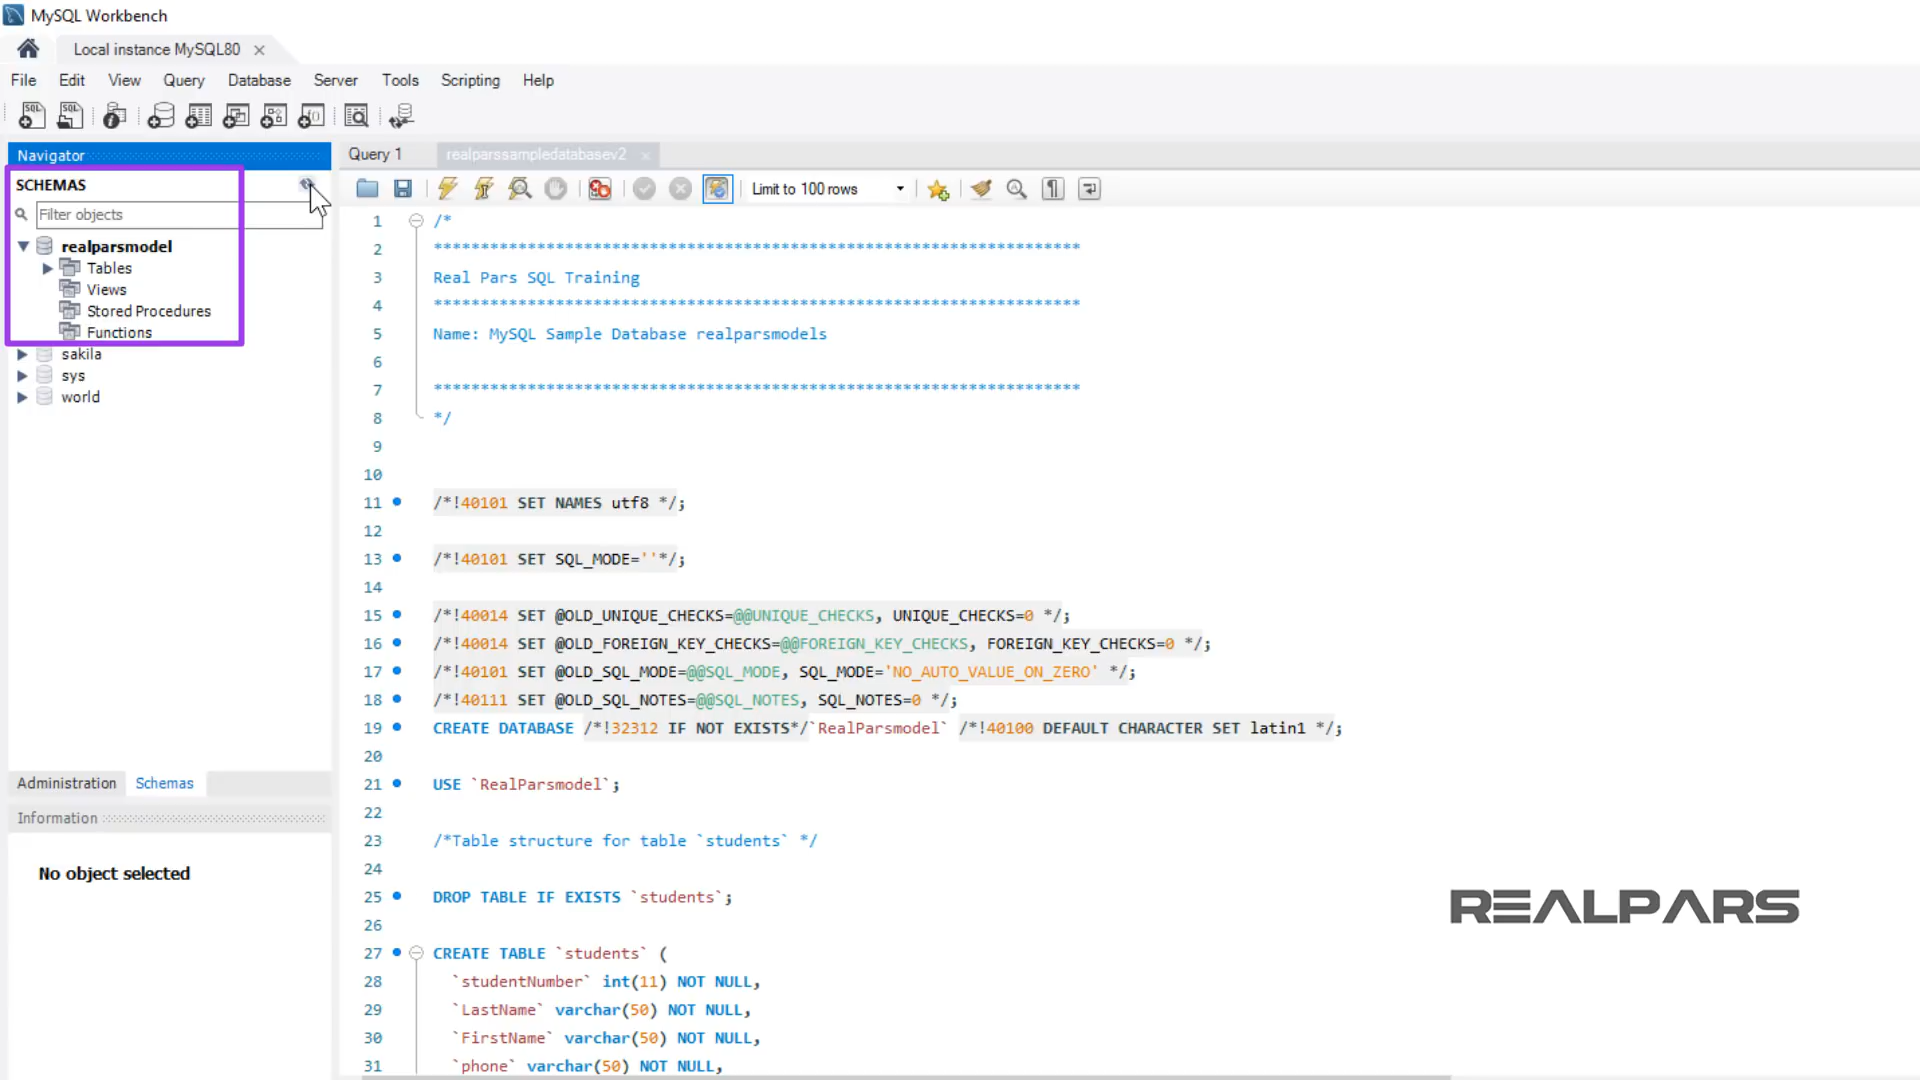 MySQL Workbench
Local instance MySQL80
File Edit View Query Database Server Tools Scripting Help
Navigator
SCHEMAS
Filter objects
realparsmodel
Tables
Views
Stored Procedures
Functions
sakila
sys
world
Administration Schemas
Information
No object selected
Query 1 realparssampledatabasev2
Limit to 100 rows
1 /*
2 *********************************************************************
3 Real Pars SQL Training
4 *********************************************************************
5 Name: MySQL Sample Database realparsmodels
6
7 *********************************************************************
8 */
9
10
11 /*!40101 SET NAMES utf8 */;
12
13 /*!40101 SET SQL_MODE=''*/;
14
15 /*!40014 SET @OLD_UNIQUE_CHECKS=@@UNIQUE_CHECKS, UNIQUE_CHECKS=0 */;
16 /*!40014 SET @OLD_FOREIGN_KEY_CHECKS=@@FOREIGN_KEY_CHECKS, FOREIGN_KEY_CHECKS=0 */;
17 /*!40101 SET @OLD_SQL_MODE=@@SQL_MODE, SQL_MODE='NO_AUTO_VALUE_ON_ZERO' */;
18 /*!40111 SET @OLD_SQL_NOTES=@@SQL_NOTES, SQL_NOTES=0 */;
19 CREATE DATABASE /*!32312 IF NOT EXISTS*/`RealParsmodel` /*!40100 DEFAULT CHARACTER SET latin1 */;
20
21 USE `RealParsmodel`;
22
23 /*Table structure for table `students` */
24
25 DROP TABLE IF EXISTS `students`;
26
27 CREATE TABLE `students` (
28 `studentNumber` int(11) NOT NULL,
29 `LastName` varchar(50) NOT NULL,
30 `FirstName` varchar(50) NOT NULL,
31 `phone` varchar(50) NOT NULL,
REALPARS